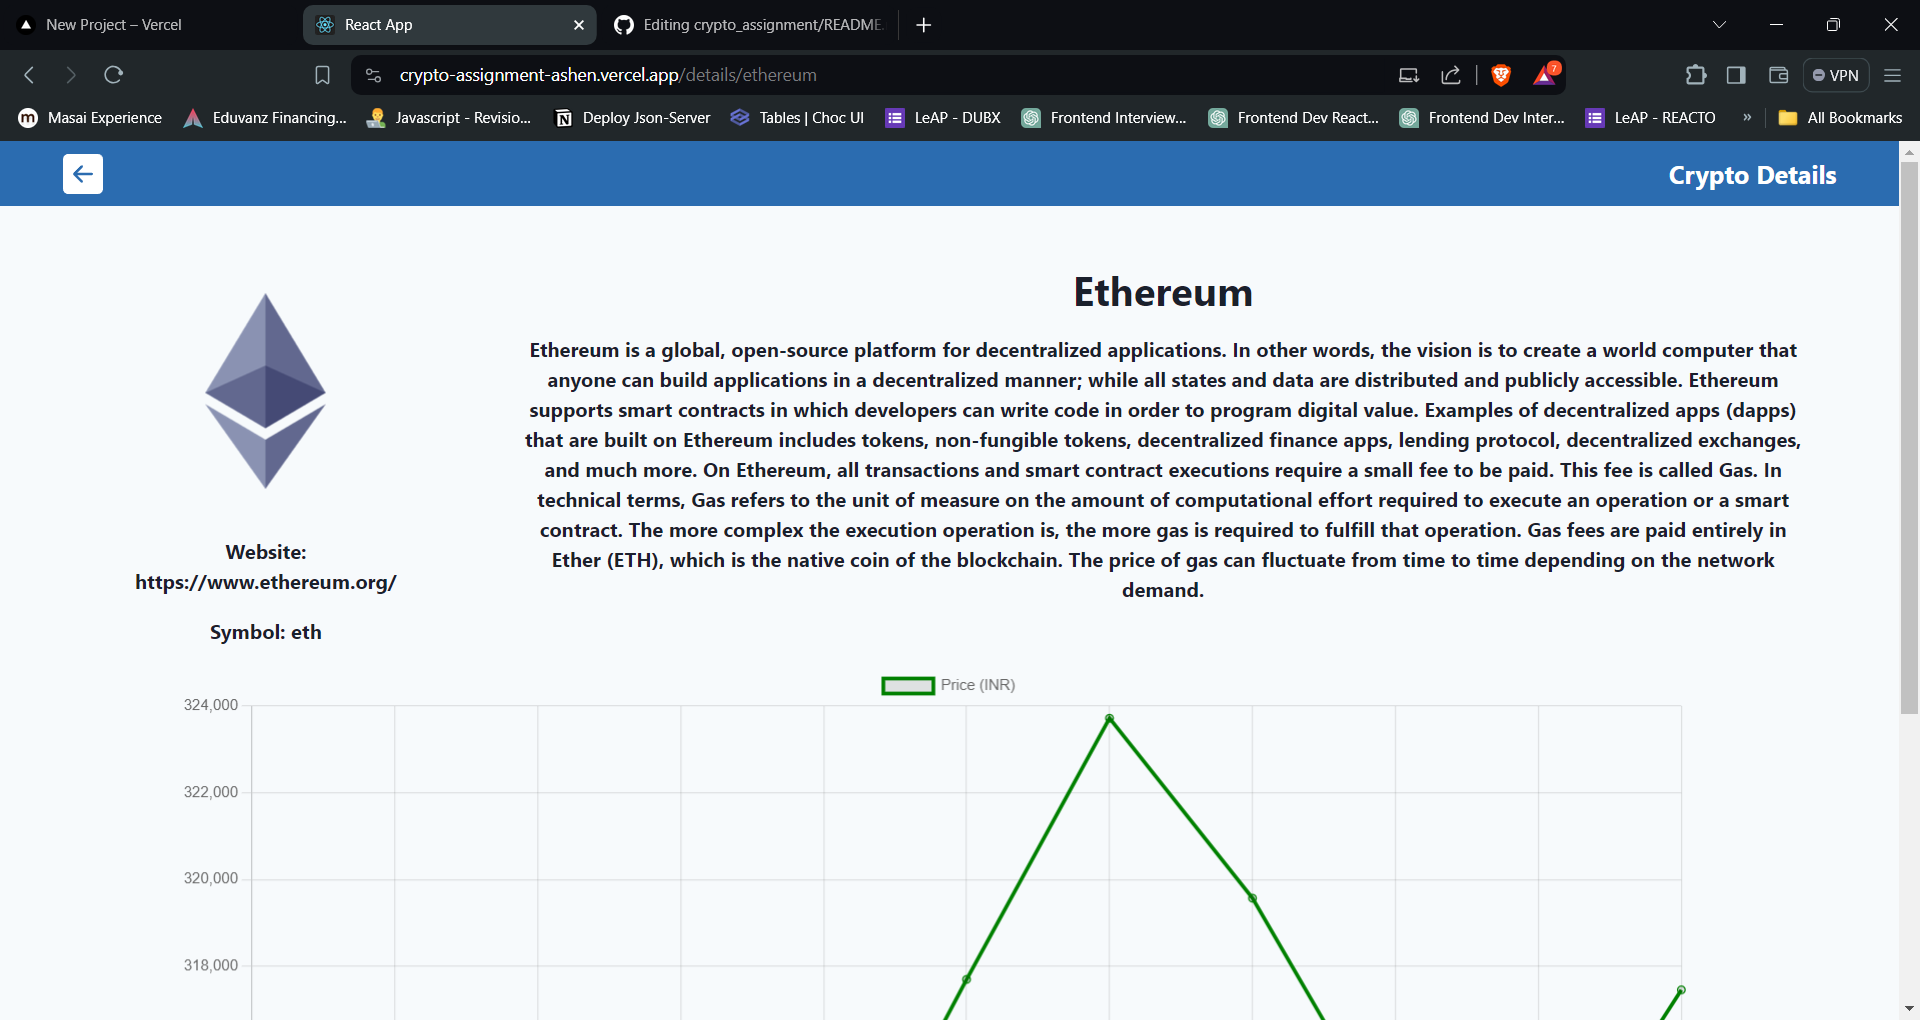 New Project – Vercel
React App
Editing crypto_assignment/README.
crypto-assignment-ashen.vercel.app/details/ethereum
7
VPN
Masai Experience
Eduvanz Financing...
Javascript - Revisio...
Deploy Json-Server
Tables | Choc UI
LeAP - DUBX
Frontend Interview...
Frontend Dev React...
Frontend Dev Inter...
LeAP - REACTO
»
All Bookmarks
Crypto Details
Ethereum
Ethereum is a global, open-source platform for decentralized applications. In other words, the vision is to create a world computer that
anyone can build applications in a decentralized manner; while all states and data are distributed and publicly accessible. Ethereum
supports smart contracts in which developers can write code in order to program digital value. Examples of decentralized apps (dapps)
that are built on Ethereum includes tokens, non-fungible tokens, decentralized finance apps, lending protocol, decentralized exchanges,
and much more. On Ethereum, all transactions and smart contract executions require a small fee to be paid. This fee is called Gas. In
technical terms, Gas refers to the unit of measure on the amount of computational effort required to execute an operation or a smart
contract. The more complex the execution operation is, the more gas is required to fulfill that operation. Gas fees are paid entirely in
Ether (ETH), which is the native coin of the blockchain. The price of gas can fluctuate from time to time depending on the network
demand.
Website:
https://www.ethereum.org/
Symbol: eth
Price (INR)
324,000
322,000
320,000
318,000